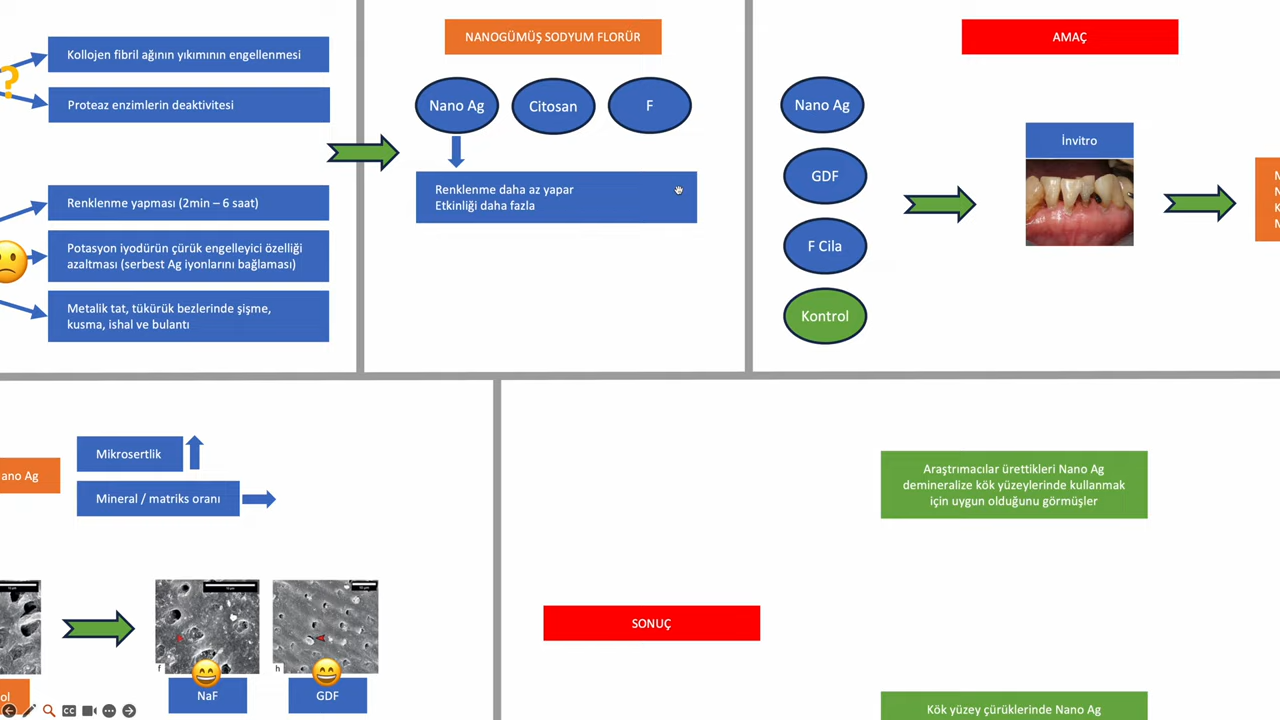 Kollojen fibril ağının yıkımının engellenmesi
?
Proteaz enzimlerin deaktivitesi
Renklenme yapması (2min – 6 saat)
Potasyon iyodürün çürük engelleyici özelliği
azaltması (serbest Ag iyonlarını bağlaması)
Metalik tat, tükürük bezlerinde şişme,
kusma, ishal ve bulantı
NANOGÜMÜŞ SODYUM FLORÜR
Nano Ag
Citosan
F
Renklenme daha az yapar
Etkinliği daha fazla
AMAÇ
Nano Ag
GDF
F Cila
Kontrol
İnvitro
M
N
K
N
ano Ag
Mikrosertlik
Mineral / matriks oranı
f
h
NaF
GDF
ol
CC
SONUÇ
Araştırmacılar ürettikleri Nano Ag
demineralize kök yüzeylerinde kullanmak
için uygun olduğunu görmüşler
Kök yüzey çürüklerinde Nano Ag